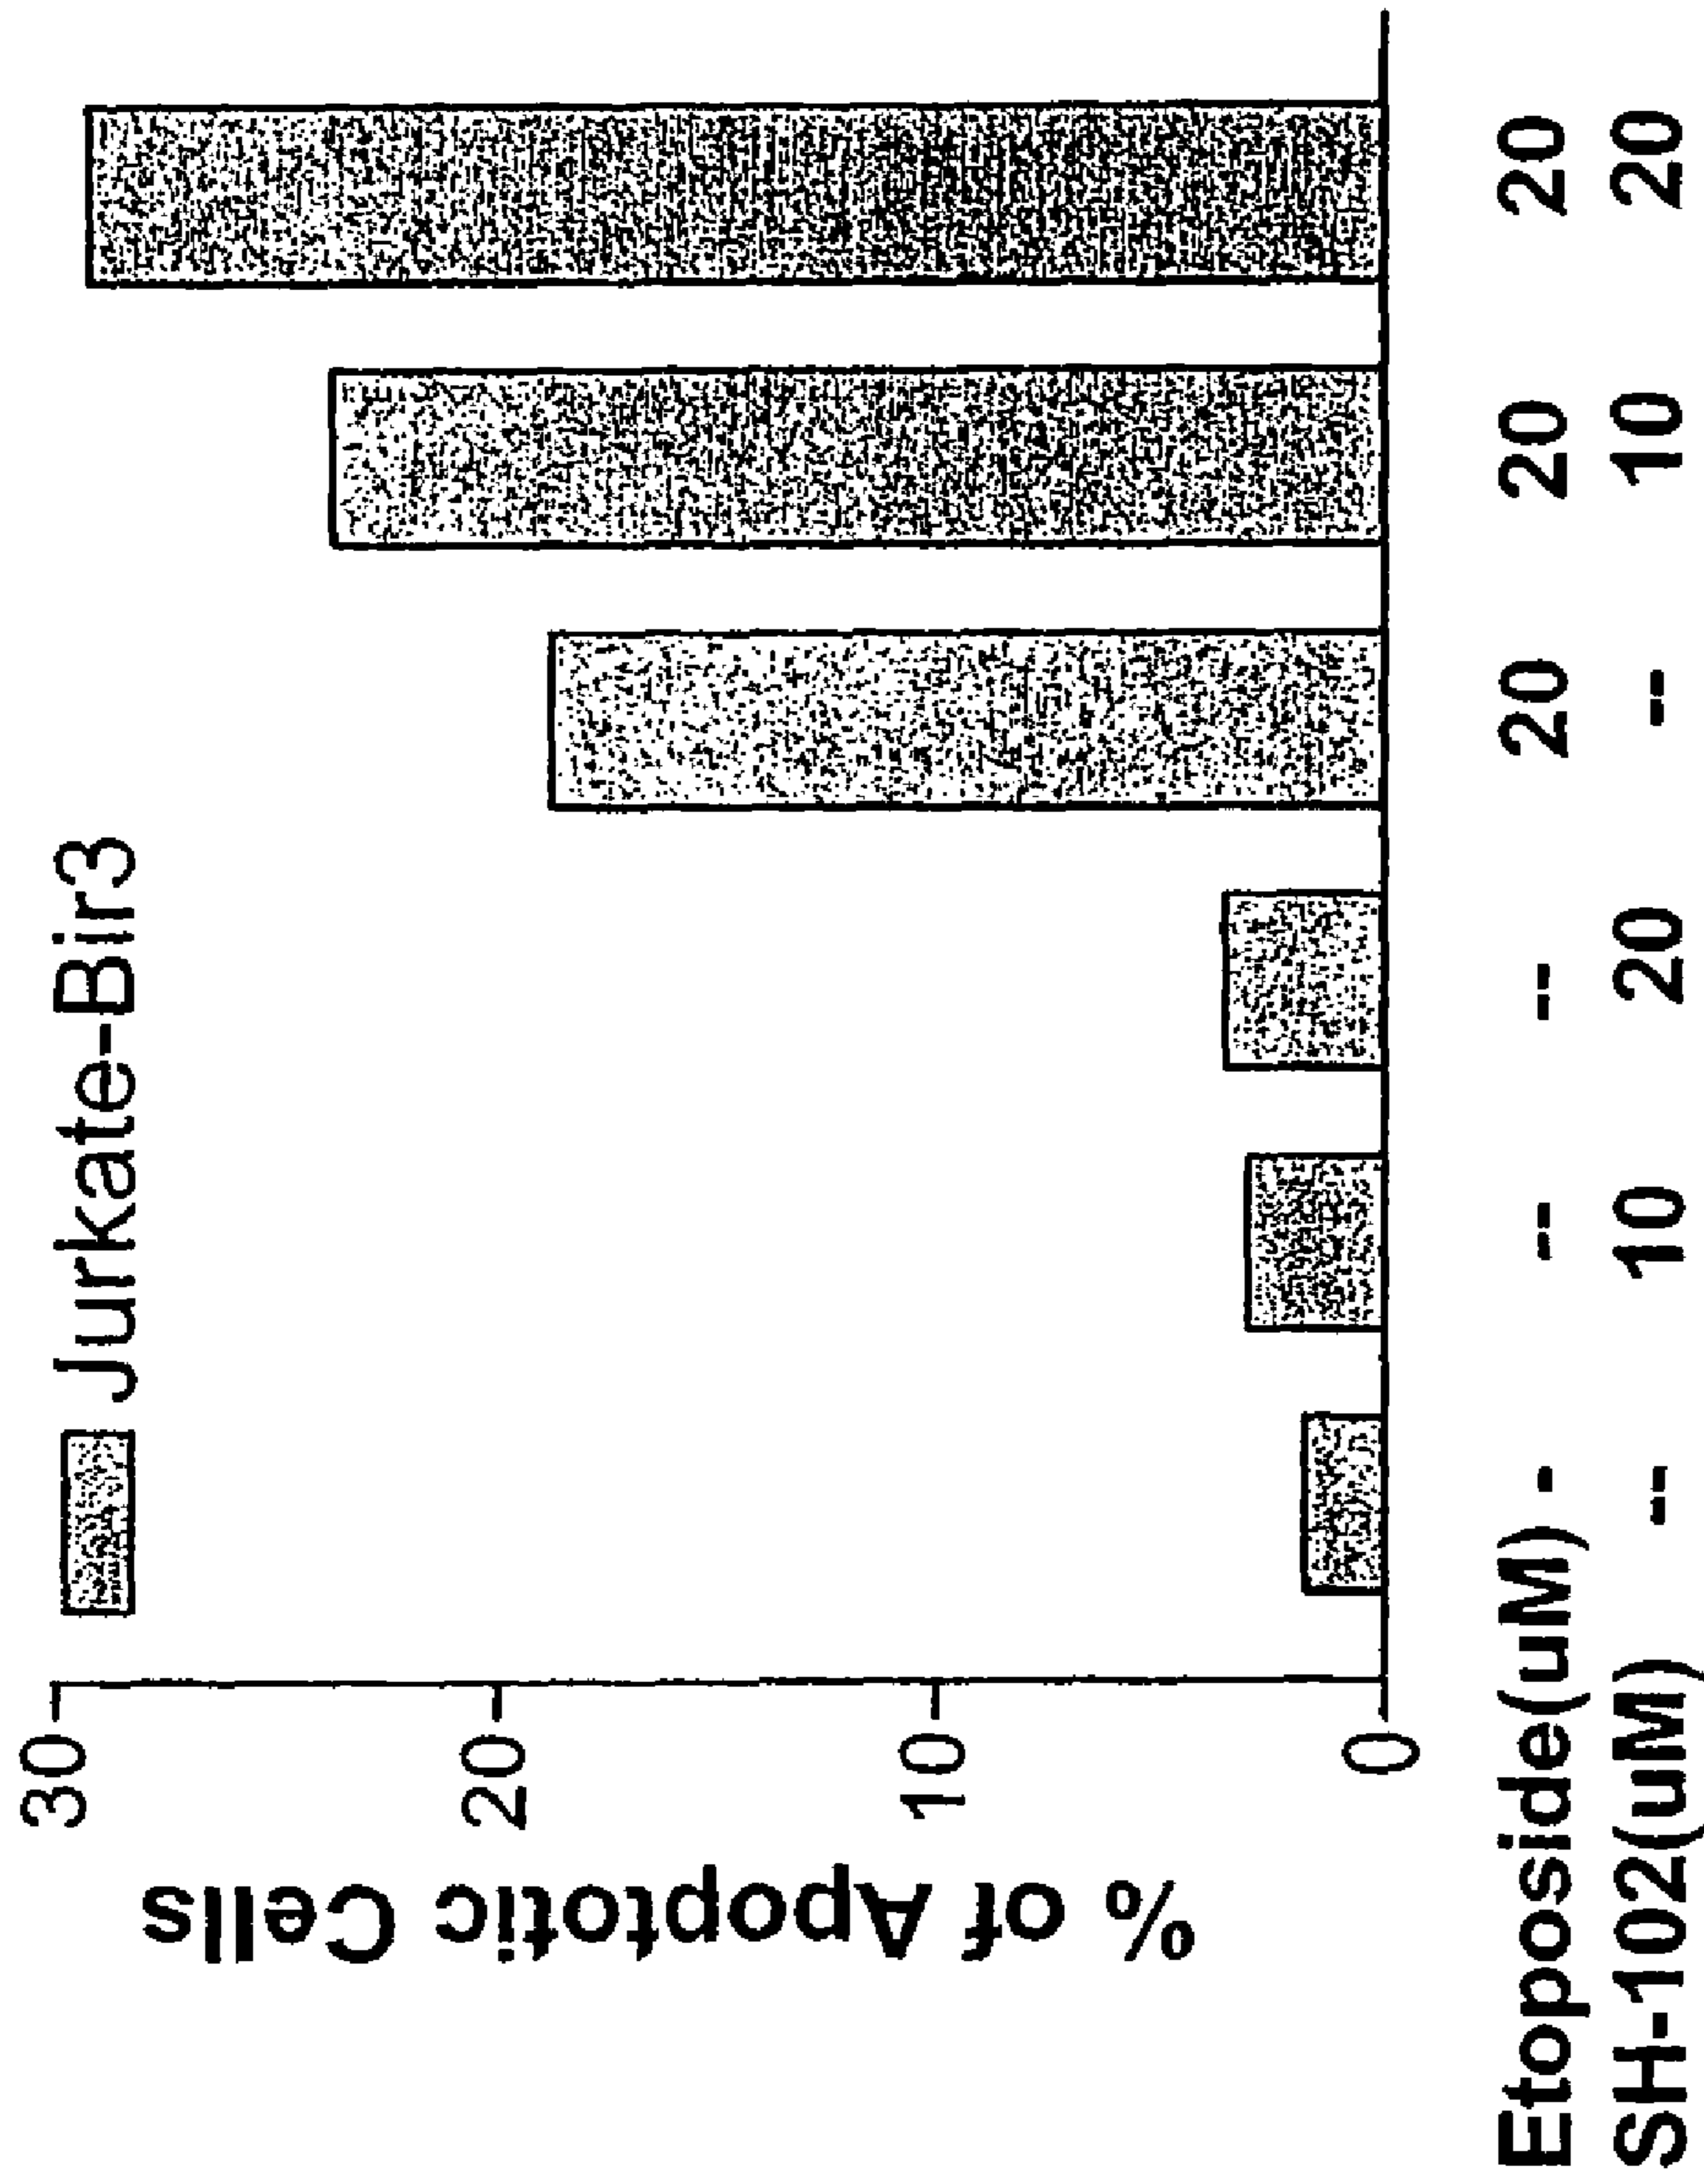 Jurkate-Bir3
30
20
10
0
% of Apoptotic Cells
Etoposide(uM) - -- -- 20 20 20
SH-102(uM) -- 10 20 -- 10 20